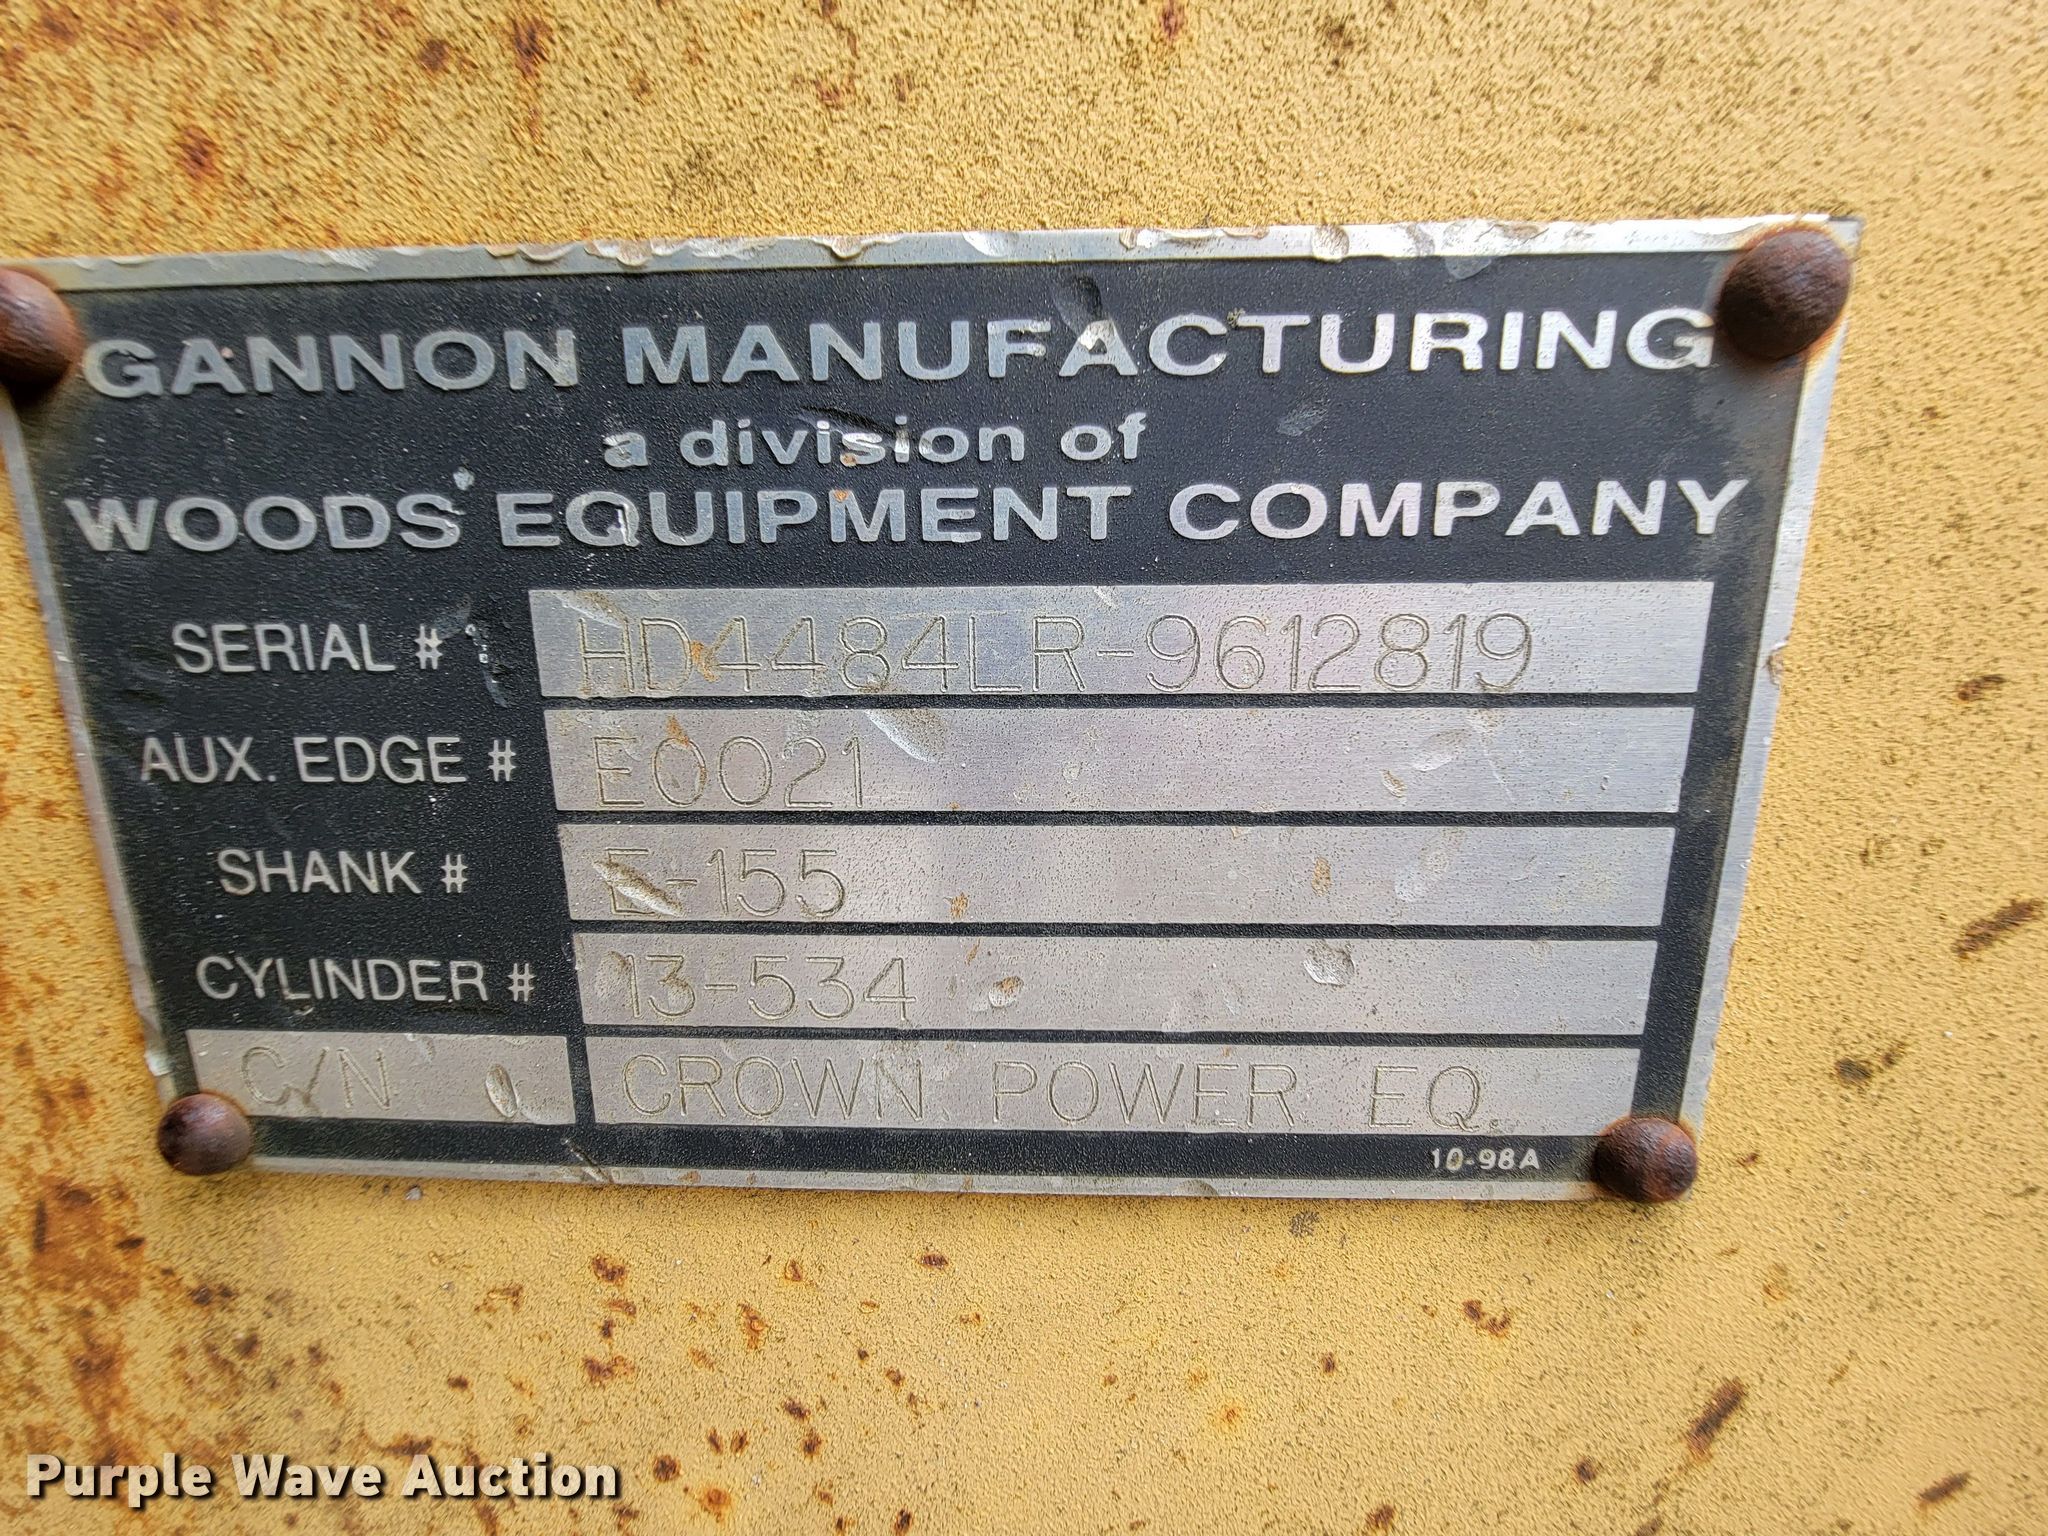 GANNON MANUFACTURING
a division of
WOODS EQUIPMENT COMPANY
SERIAL # HD4484LR-9612819
AUX. EDGE # E0021
SHANK # E-155
CYLINDER # 13-534
C/N CROWN POWER EQ.
10-98A
Purple Wave Auction